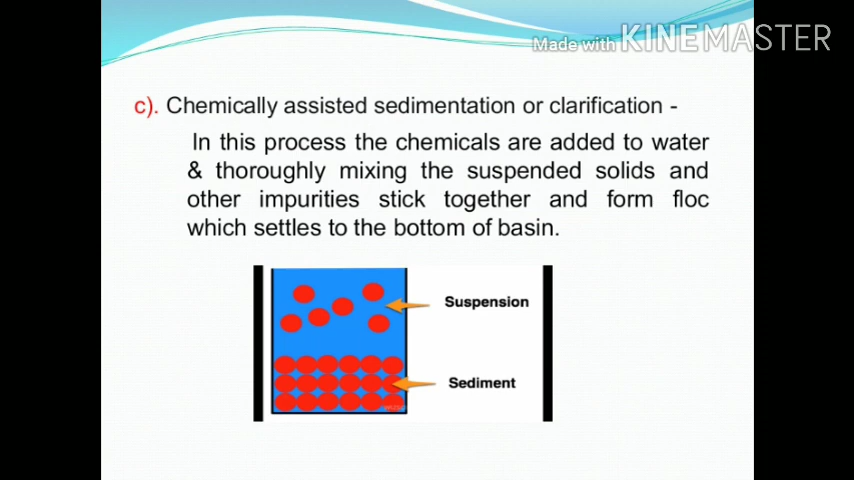 Made with KINEMASTER
c). Chemically assisted sedimentation or clarification -
In this process the chemicals are added to water
& thoroughly mixing the suspended solids and
other impurities stick together and form floc
which settles to the bottom of basin.
Suspension
Sediment